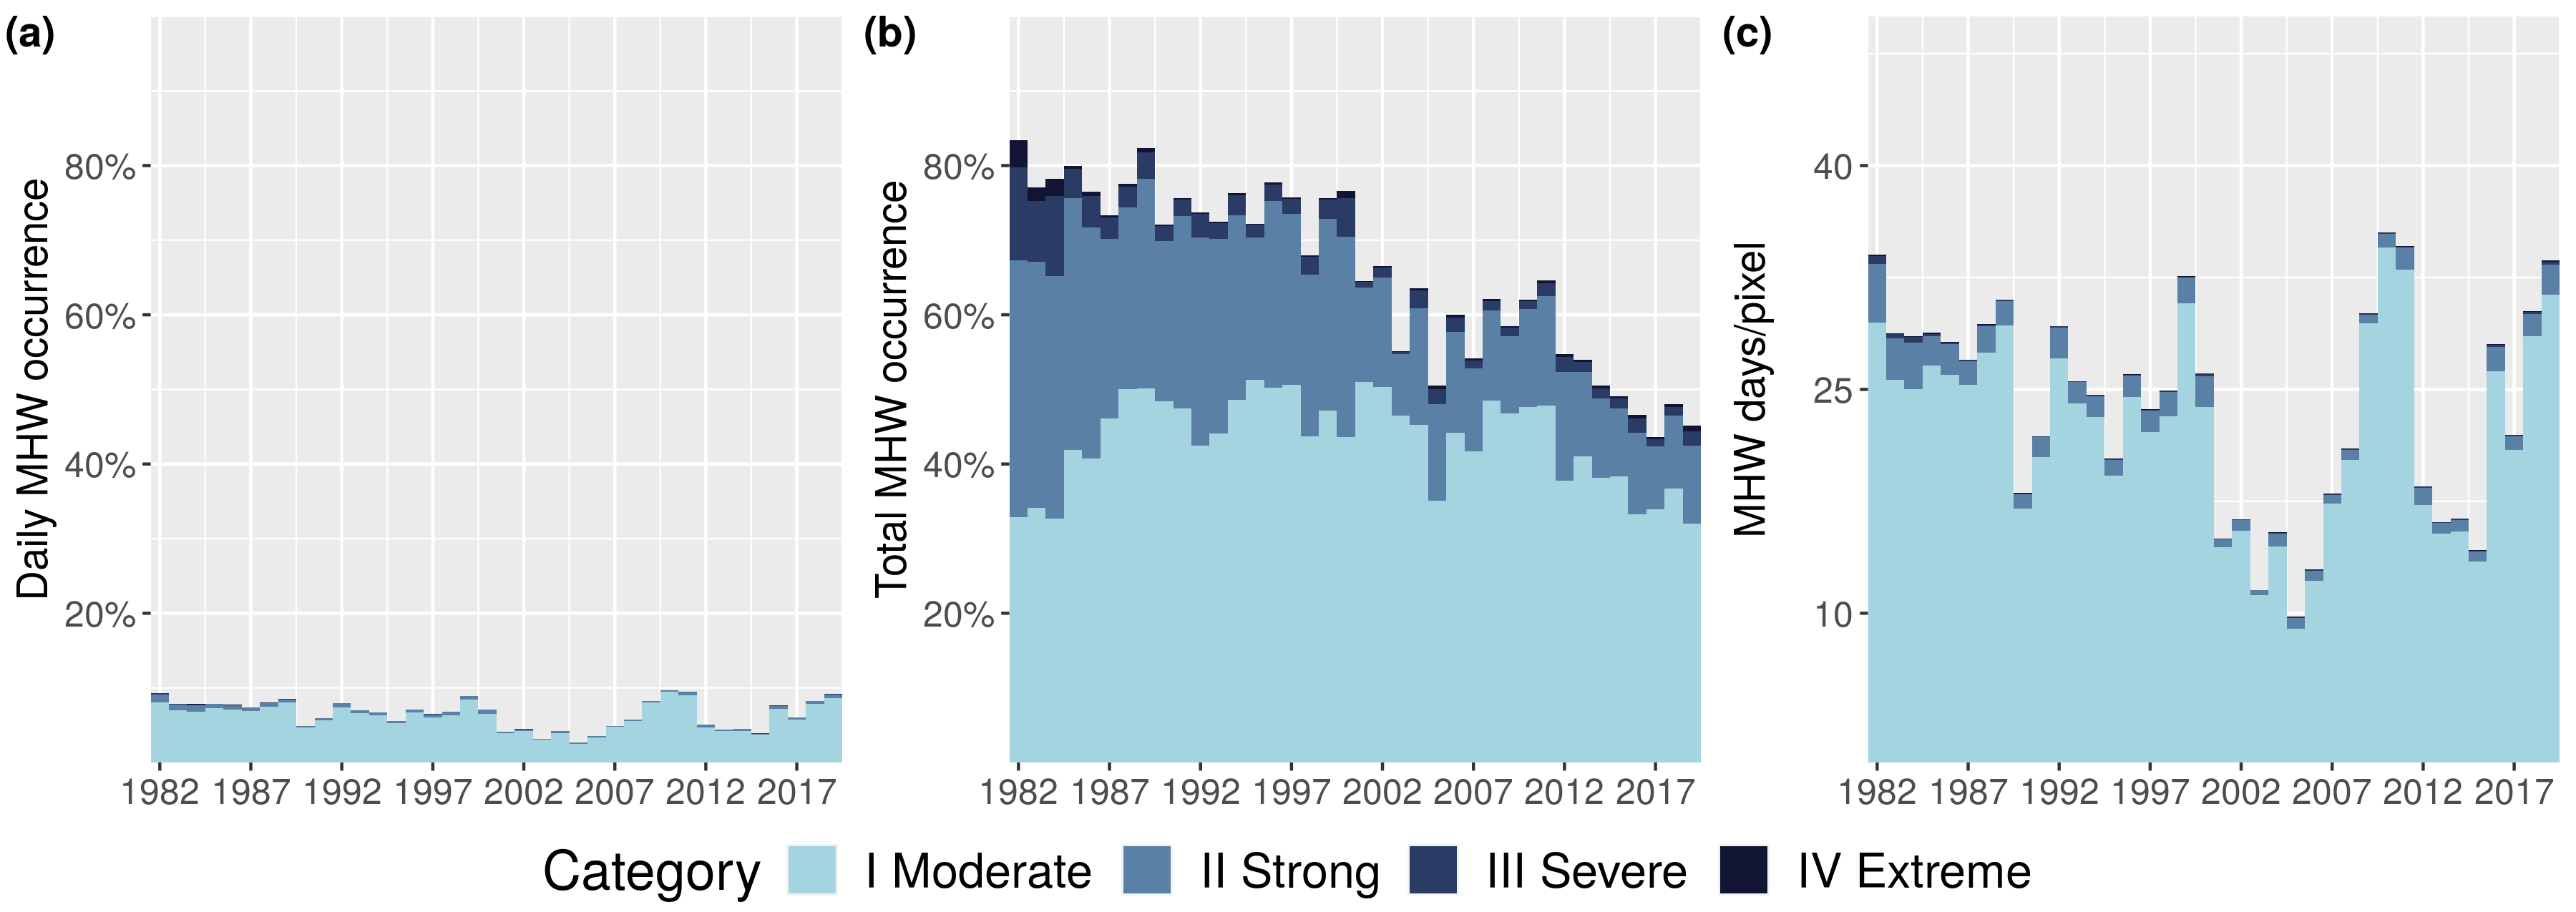 (a)
Daily MHW occurrence
80%
60%
40%
20%
1982 1987 1992 1997 2002 2007 2012 2017
(b)
Total MHW occurrence
80%
60%
40%
20%
1982 1987 1992 1997 2002 2007 2012 2017
(c)
MHW days/pixel
40
25
10
1982 1987 1992 1997 2002 2007 2012 2017
Category I Moderate II Strong III Severe IV Extreme